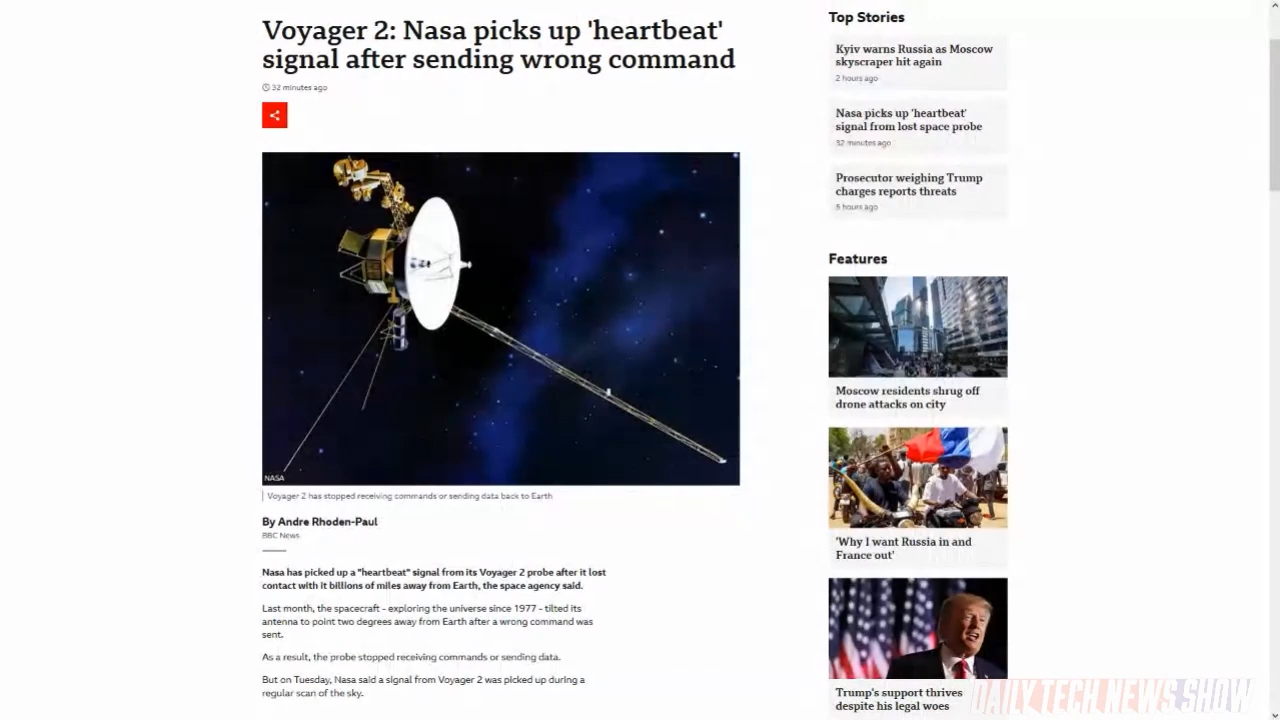 Voyager 2: Nasa picks up 'heartbeat'
signal after sending wrong command
32 minutes ago
NASA
Voyager 2 has stopped receiving commands or sending data back to Earth
By Andre Rhoden-Paul
BBC News
Nasa has picked up a "heartbeat" signal from its Voyager 2 probe after it lost
contact with it billions of miles away from Earth, the space agency said.
Last month, the spacecraft - exploring the universe since 1977 - tilted its
antenna to point two degrees away from Earth after a wrong command was
sent.
As a result, the probe stopped receiving commands or sending data.
But on Tuesday, Nasa said a signal from Voyager 2 was picked up during a
regular scan of the sky.
Top Stories
Kyiv warns Russia as Moscow
skyscraper hit again
2 hours ago
Nasa picks up 'heartbeat'
signal from lost space probe
32 minutes ago
Prosecutor weighing Trump
charges reports threats
5 hours ago
Features
Moscow residents shrug off
drone attacks on city
'Why I want Russia in and
France out'
Trump's support thrives
despite his legal woes
DAILY TECH NEWS SHOW